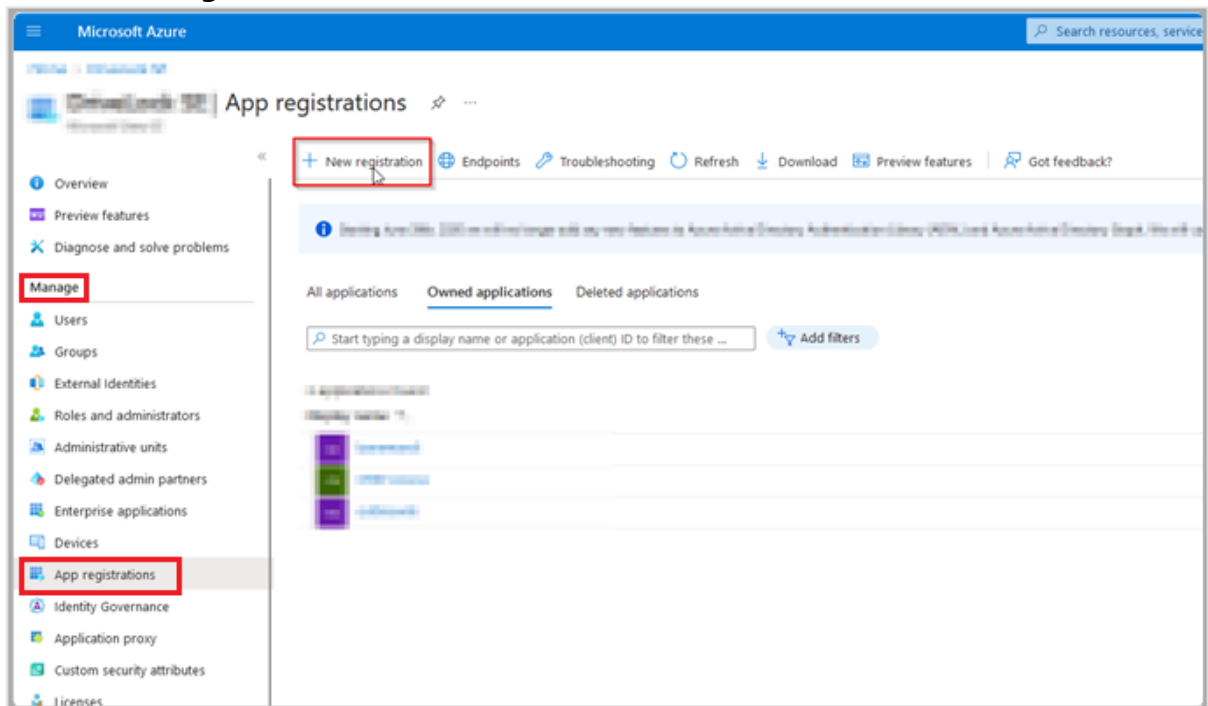 Microsoft Azure
Search resources, service
App registrations
New registration Endpoints Troubleshooting Refresh Download Preview features Got feedback?
Overview
Preview features
Diagnose and solve problems
Manage
Users
Groups
External Identities
Roles and administrators
Administrative units
Delegated admin partners
Enterprise applications
Devices
App registrations
Identity Governance
Application proxy
Custom security attributes
Licenses
All applications Owned applications Deleted applications
Start typing a display name or application (client) ID to filter these ... Add filters